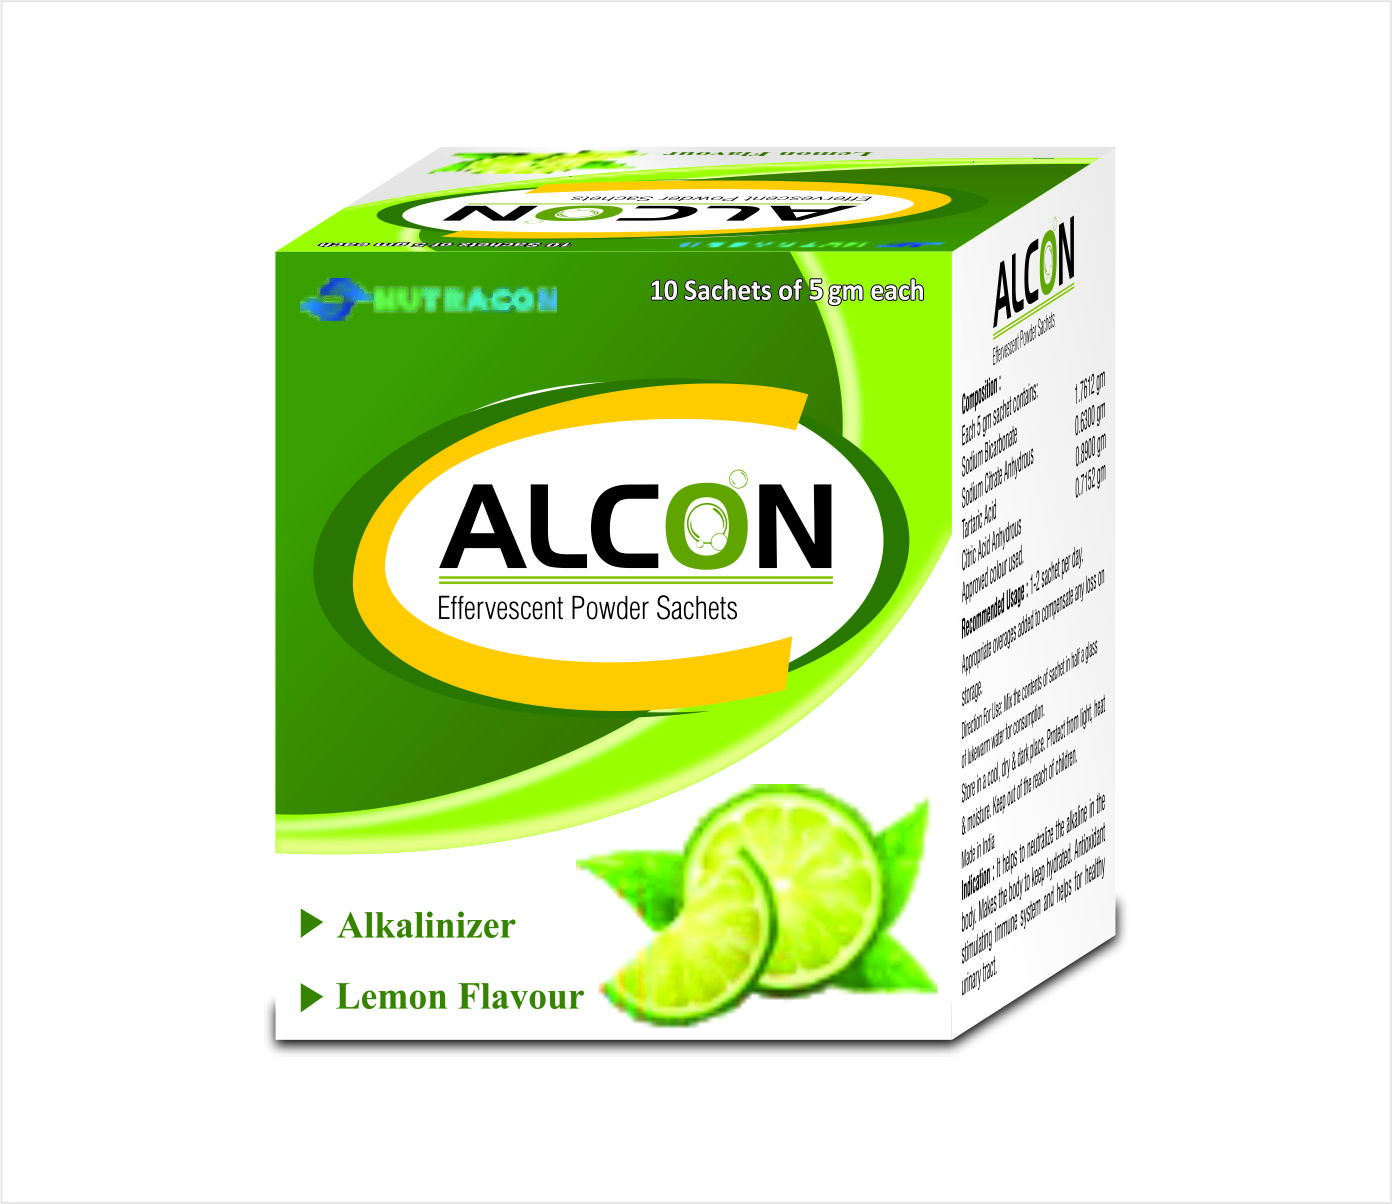 Lemon Flavour
Effervescent Powder Sachets
ALCON
10 Sachets of 5 gm each
NUTRACON
10 Sachets of 5 gm each
ALCON
Effervescent Powder Sachets
Alkalinizer
Lemon Flavour
ALCON
Effervescent Powder Sachets
Composition :
Each 5 gm sachet contains:
Sodium Bicarbonate 1.7612 gm
Sodium Citrate Anhydrous 0.6300 gm
Tartaric Acid 0.8900 gm
Citric Acid Anhydrous 0.7152 gm
Approved colour used.
Recommended Usage : 1-2 sachet per day.
Appropriate overages added to compensate any loss on
storage.
Direction For Use: Mix the contents of sachet in half a glass
of lukewarm water for consumption.
Store in a cool, dry & dark place. Protect from light, heat
& moisture. Keep out of the reach of children.
Made in India
Indication : It helps to neutralize the alkaline in the
body. Makes the body to keep hydrated. Antioxidant
stimulating immune system and helps for healthy
urinary tract.